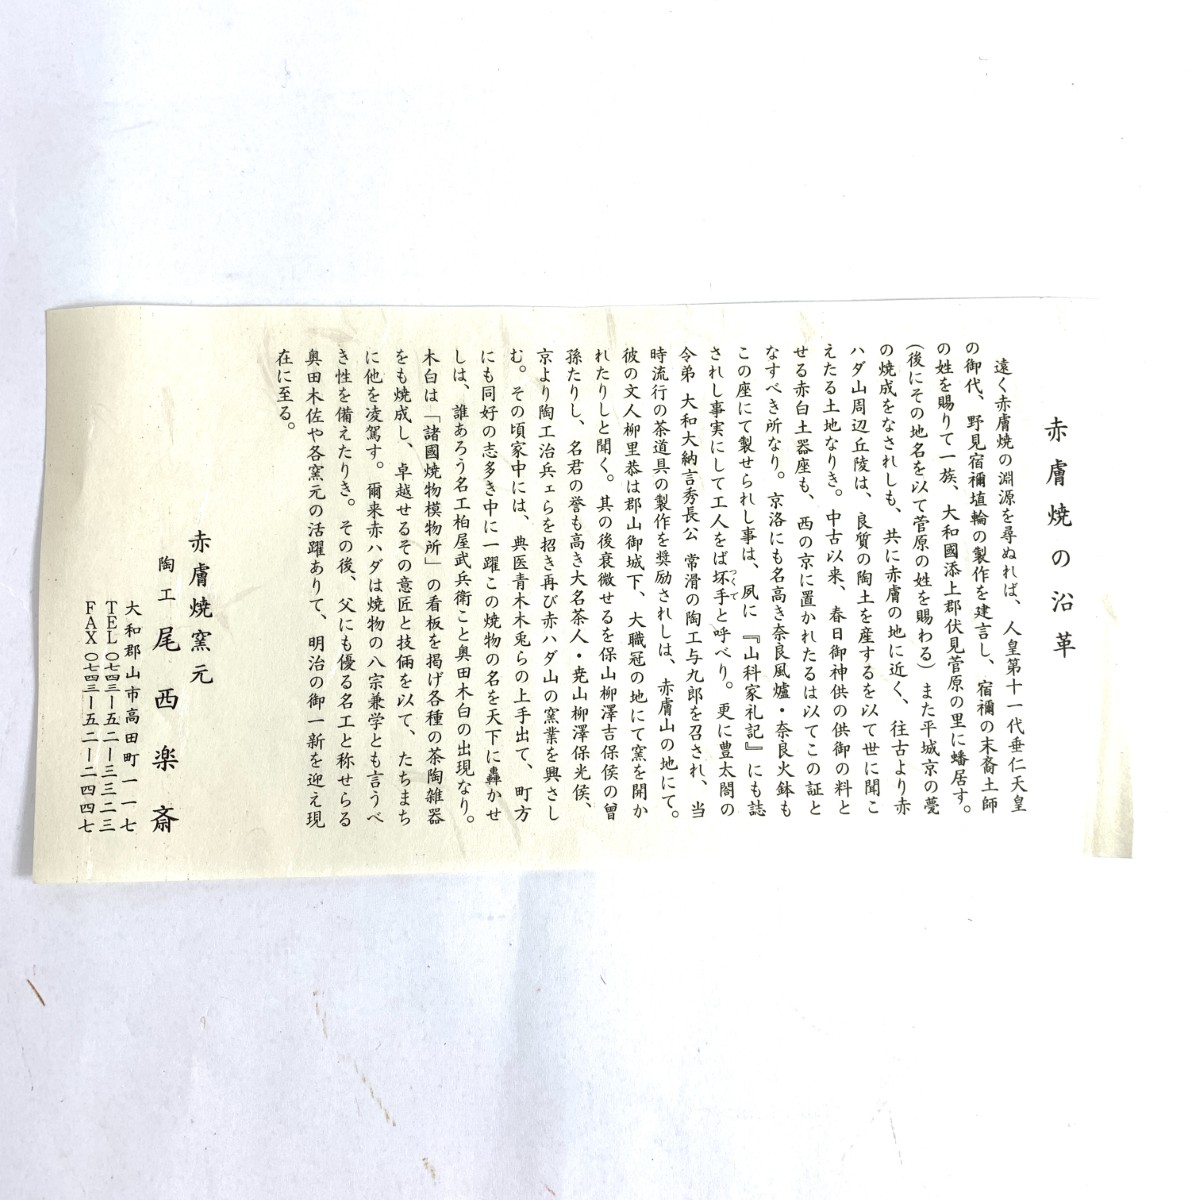 赤膚焼の沿革
遠く赤膚焼の淵源を尋ぬれば、人皇第十一代垂仁天皇
の御代、野見宿禰埴輪の製作を建言し、宿禰の末裔土師
の姓を賜りて一族、大和國添上郡伏見菅原の里に蟠居す。
(後にその地名を以て菅原の姓を賜わる)また平城京の甍
の焼成をなされしも、共に赤膚の地に近く、往古より赤
ハダ山周辺丘陵は、良質の陶土を産するを以て世に聞こ
えたる土地なりき。中古以来、春日御神供の供御の料と
せる赤白土器座も、西の京に置かれたるは以てこの証と
なすべき所なり。京洛にも名高き奈良風爐・奈良火鉢も
この座にて製せられし事は、夙に『山科家礼記』にも誌
されし事実にして工人をば坏手と呼べり。更に豊太閤の
つくて
令弟 大和大納言秀長公 常滑の陶工与九郎を召され、当
時流行の茶道具の製作を奨励されしは、赤膚山の地にて。
彼の文人柳里恭は郡山御城下、大職冠の地にて窯を開か
れたりしと聞く。其の後衰微せるを保山柳澤吉保侯の曾
孫たりし、名君の誉も高き大名茶人・尭山柳澤保光侯、
京より陶工治兵ェらを招き再び赤ハダ山の窯業を興さし
む。その頃家中には、典医青木木兎らの上手出て、町方
にも同好の志多き中に一躍この焼物の名を天下に轟かせ
しは、誰あろう名工柏屋武兵衛こと奥田木白の出現なり。
木白は「諸國焼物模物所」の看板を掲げ各種の茶陶雑器
をも焼成し、卓越せるその意匠と技倆を以て、たちまち
に他を凌駕す。爾来赤ハダは焼物の八宗兼学とも言うべ
き性を備えたりき。その後、父にも優る名工と称せらる
奥田木佐や各窯元の活躍ありて、明治の御一新を迎え現
在に至る。
赤膚焼窯元
陶工 尾西楽斎
大和郡山市高田町一一七
TEL〇七四三―五二―三三二三
FAX〇七四三―五二―二四四七